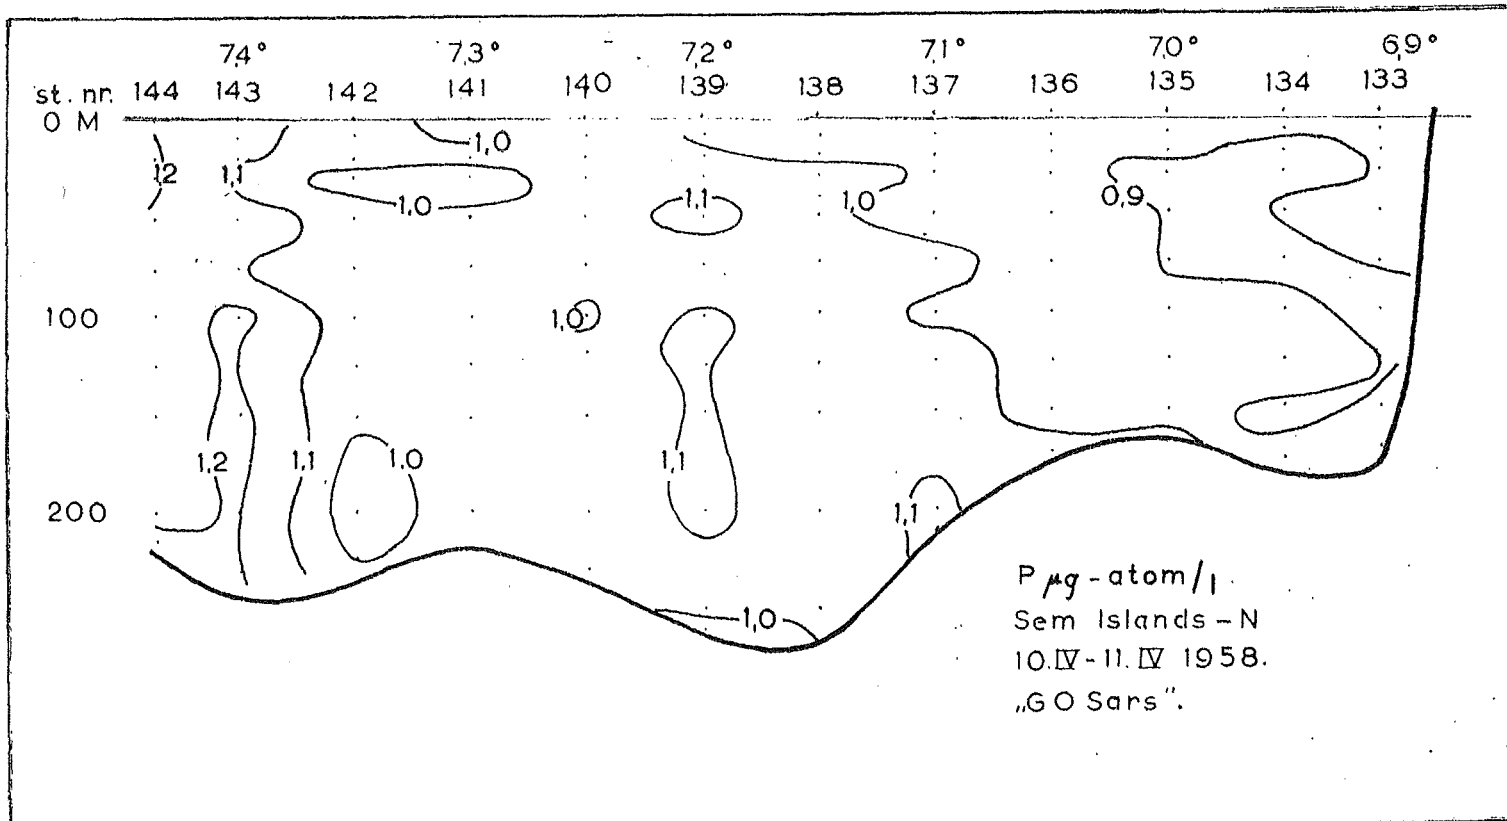 7,4° 7,3° 7,2° 7,1° 7,0° 6,9°
st. nr. 144 143 142 141 140 139 138 137 136 135 134 133
0 M
1,0
1,2 1,1 1,0 1,1 1,0 0,9
100 1,0
1,2 1,1 1,0 1,1
200 1,1
1,0
P µg-atom/l.
Sem Islands-N
10.IV-11.IV 1958.
„G O Sars".